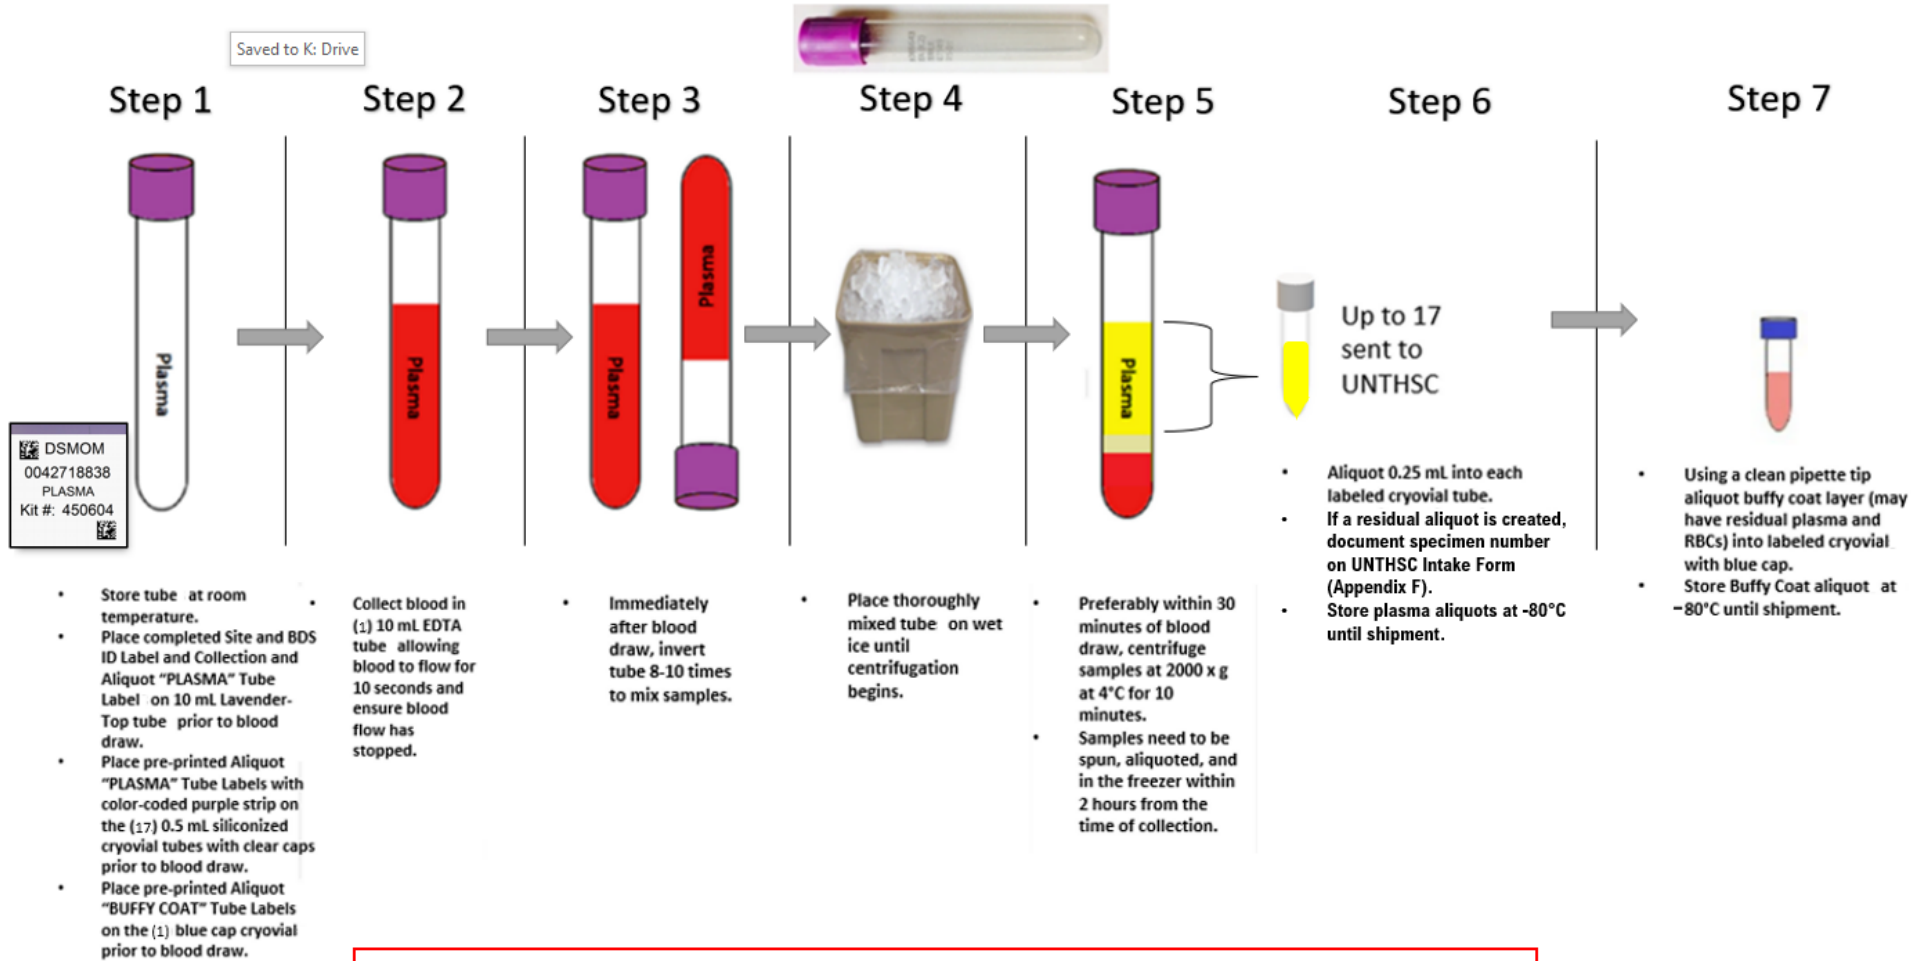 Saved to K: Drive
Step 1
Step 2
Step 3
Step 4
Step 5
Step 6
Step 7
Plasma
DSMOM
0042718838
PLASMA
Kit #: 450604
Plasma
Plasma
Plasma
Plasma
Up to 17
sent to
UNTHSC
• Store tube at room
temperature.
• Place completed Site and BDS
ID Label and Collection and
Aliquot “PLASMA” Tube
Label on 10 mL Lavender-
Top tube prior to blood
draw.
• Place pre-printed Aliquot
“PLASMA” Tube Labels with
color-coded purple strip on
the (17) 0.5 mL siliconized
cryovial tubes with clear caps
prior to blood draw.
• Place pre-printed Aliquot
“BUFFY COAT” Tube Labels
on the (1) blue cap cryovial
prior to blood draw.
• Collect blood in
(1) 10 mL EDTA
tube allowing
blood to flow for
10 seconds and
ensure blood
flow has
stopped.
• Immediately
after blood
draw, invert
tube 8-10 times
to mix samples.
• Place thoroughly
mixed tube on wet
ice until
centrifugation
begins.
• Preferably within 30
minutes of blood
draw, centrifuge
samples at 2000 x g
at 4°C for 10
minutes.
• Samples need to be
spun, aliquoted, and
in the freezer within
2 hours from the
time of collection.
• Aliquot 0.25 mL into each
labeled cryovial tube.
• If a residual aliquot is created,
document specimen number
on UNTHSC Intake Form
(Appendix F).
• Store plasma aliquots at -80°C
until shipment.
• Using a clean pipette tip
aliquot buffy coat layer (may
have residual plasma and
RBCs) into labeled cryovial
with blue cap.
• Store Buffy Coat aliquot at
−80°C until shipment.